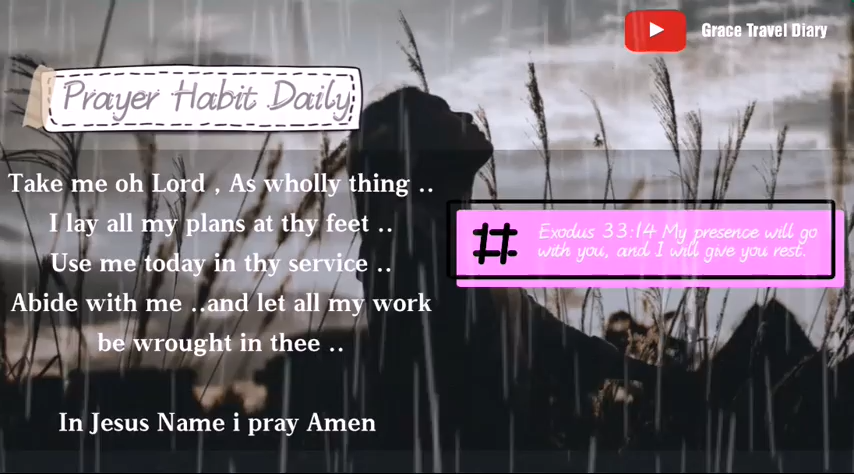 Grace Travel Diary
Prayer Habit Daily
Take me oh Lord , As wholly thing ..
I lay all my plans at thy feet ..
Use me today in thy service ..
Abide with me ..and let all my work
be wrought in thee ..
In Jesus Name i pray Amen
# Exodus 33:14 My presence will go
with you, and I will give you rest.